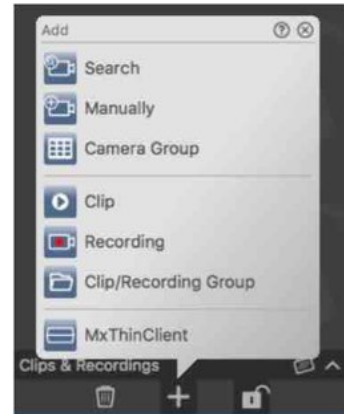 Add
Search
Manually
Camera Group
Clip
Recording
Clip/Recording Group
MxThinClient
Clips & Recordings